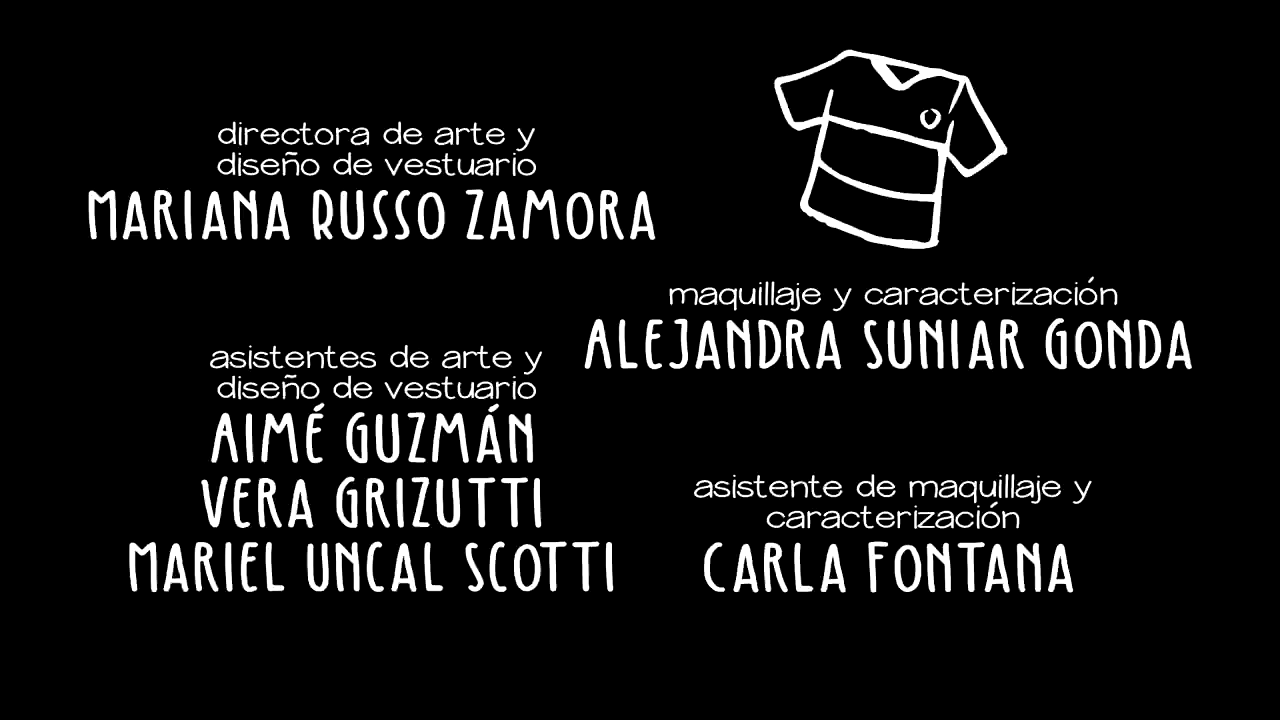 directora de arte y
diseño de vestuario
MARIANA RUSSO ZAMORA
asistentes de arte y
diseño de vestuario
AIMÉ GUZMÁN
VERA GRIZUTTI
MARIEL UNCAL SCOTTI
maquillaje y caracterización
ALEJANDRA SUNIAR GONDA
asistente de maquillaje y
caracterización
CARLA FONTANA